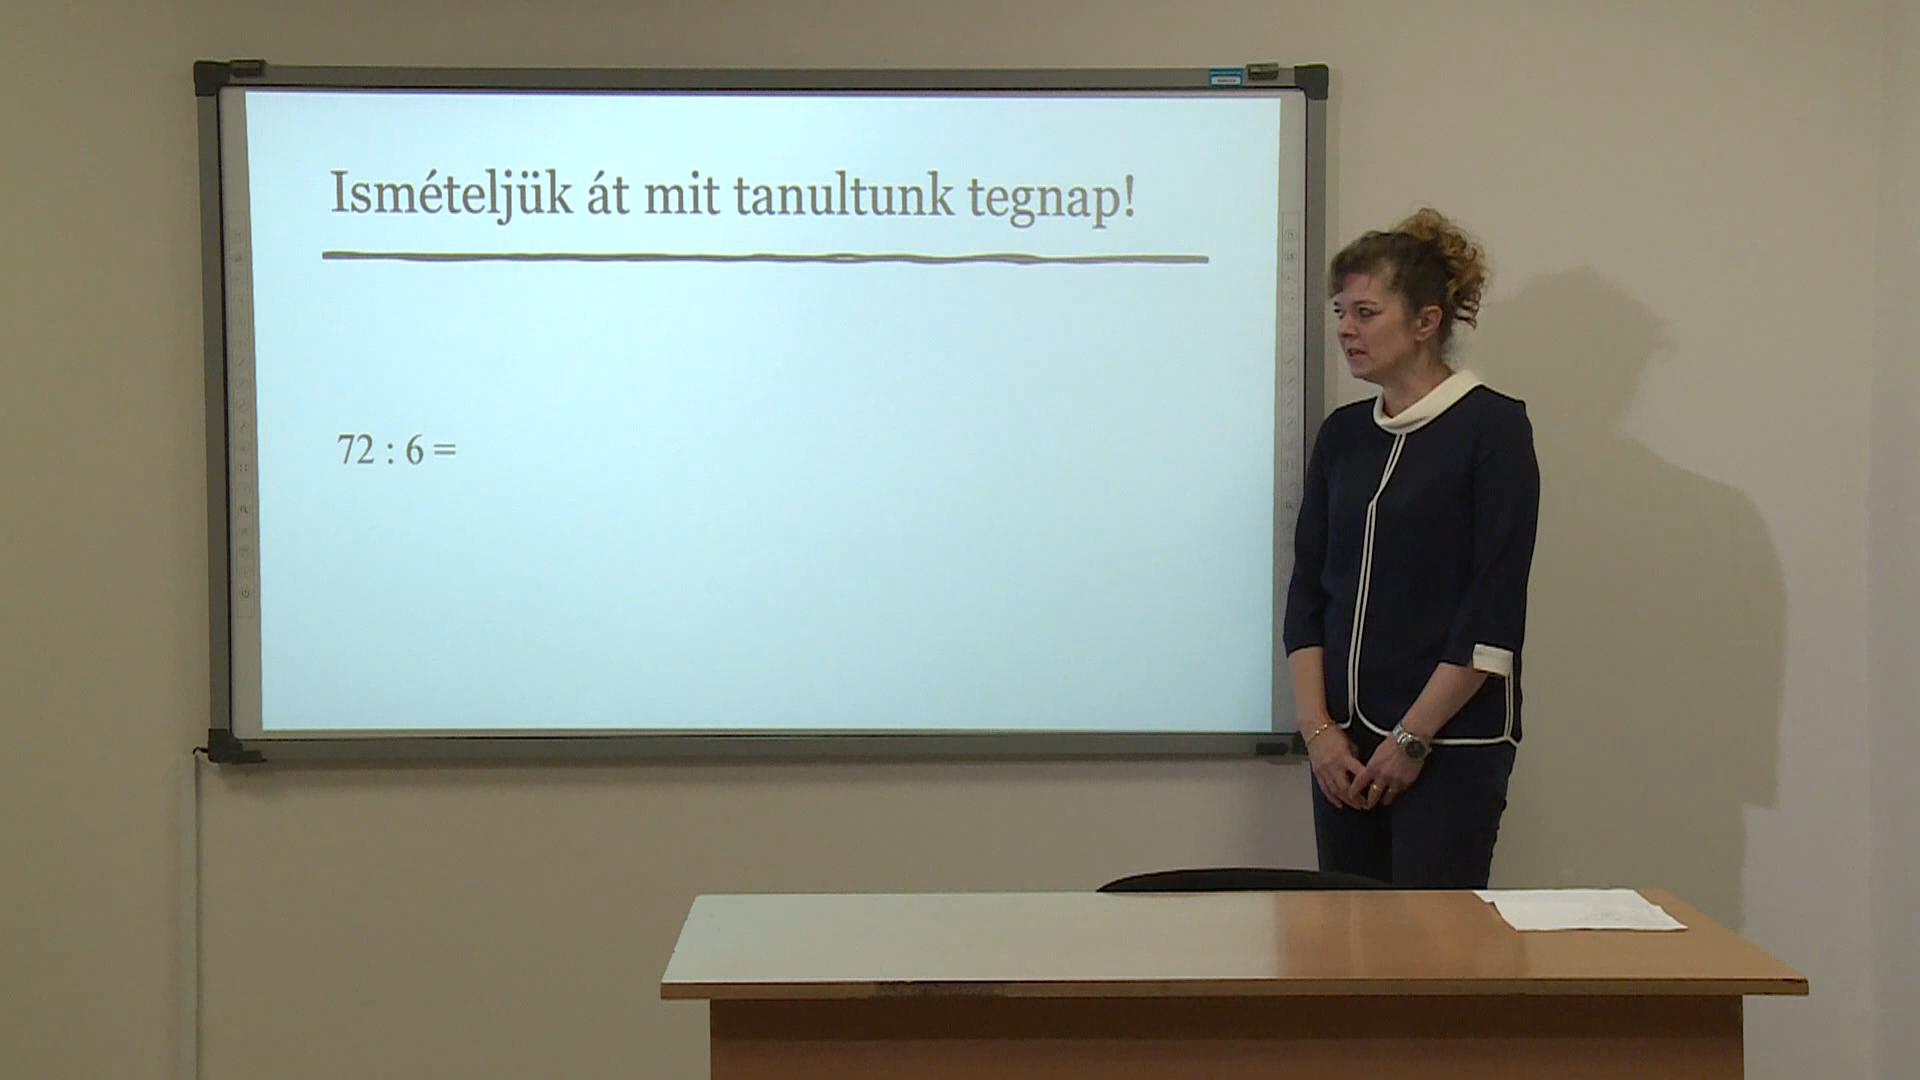 Ismételjük át mit tanultunk tegnap!
72 : 6 =